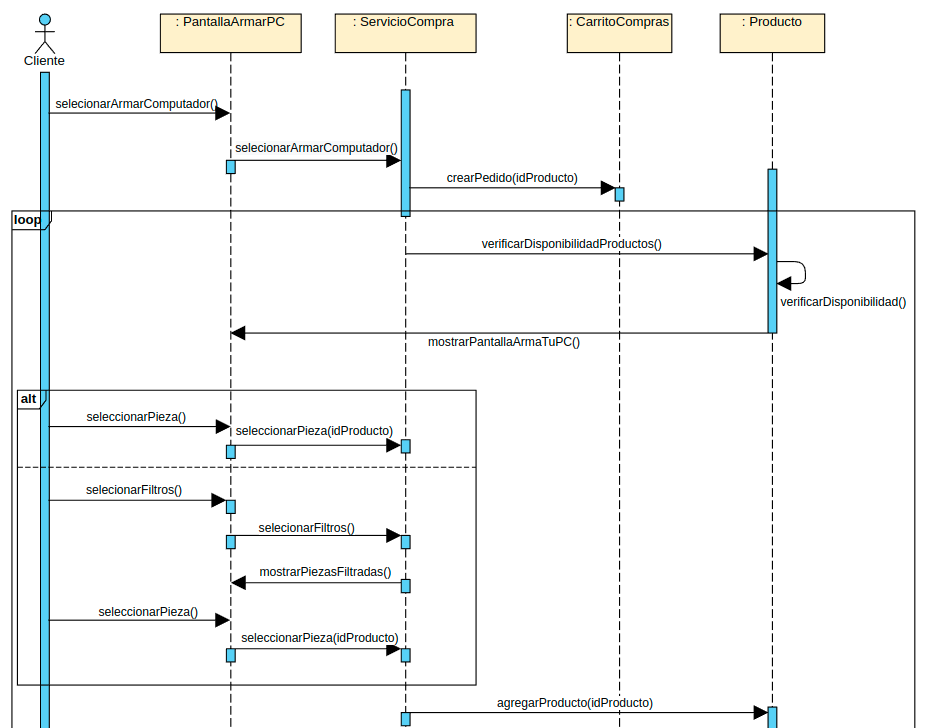 : PantallaArmarPC
: ServicioCompra
: CarritoCompras
: Producto
Cliente
selecionarArmarComputador()
selecionarArmarComputador()
crearPedido(idProducto)
loop
verificarDisponibilidadProductos()
verificarDisponibilidad()
mostrarPantallaArmaTuPC()
alt
seleccionarPieza()
seleccionarPieza(idProducto)
selecionarFiltros()
selecionarFiltros()
mostrarPiezasFiltradas()
seleccionarPieza()
seleccionarPieza(idProducto)
agregarProducto(idProducto)